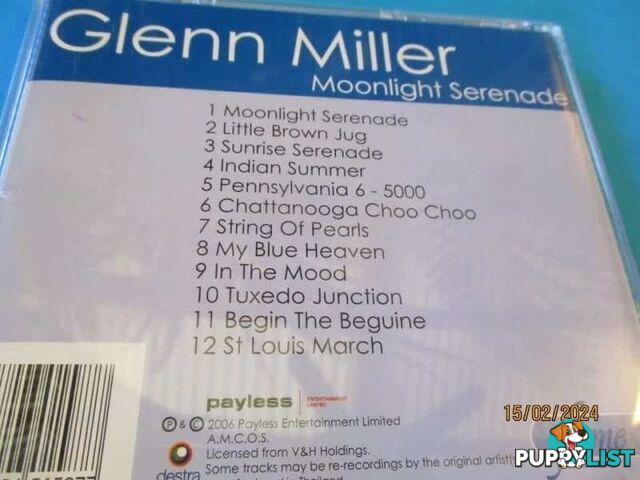 Glenn Miller
Moonlight Serenade
1 Moonlight Serenade
2 Little Brown Jug
3 Sunrise Serenade
4 Indian Summer
5 Pennsylvania 6 - 5000
6 Chattanooga Choo Choo
7 String Of Pearls
8 My Blue Heaven
9 In The Mood
10 Tuxedo Junction
11 Begin The Beguine
12 St Louis March
payless ENTERTAINMENT LIMITED
℗ & © 2006 Payless Entertainment Limited
A.M.C.O.S.
Licensed from V&H Holdings.
destra Some tracks may be re-recordings by the original artist
15/02/2024
PUPPYLIST